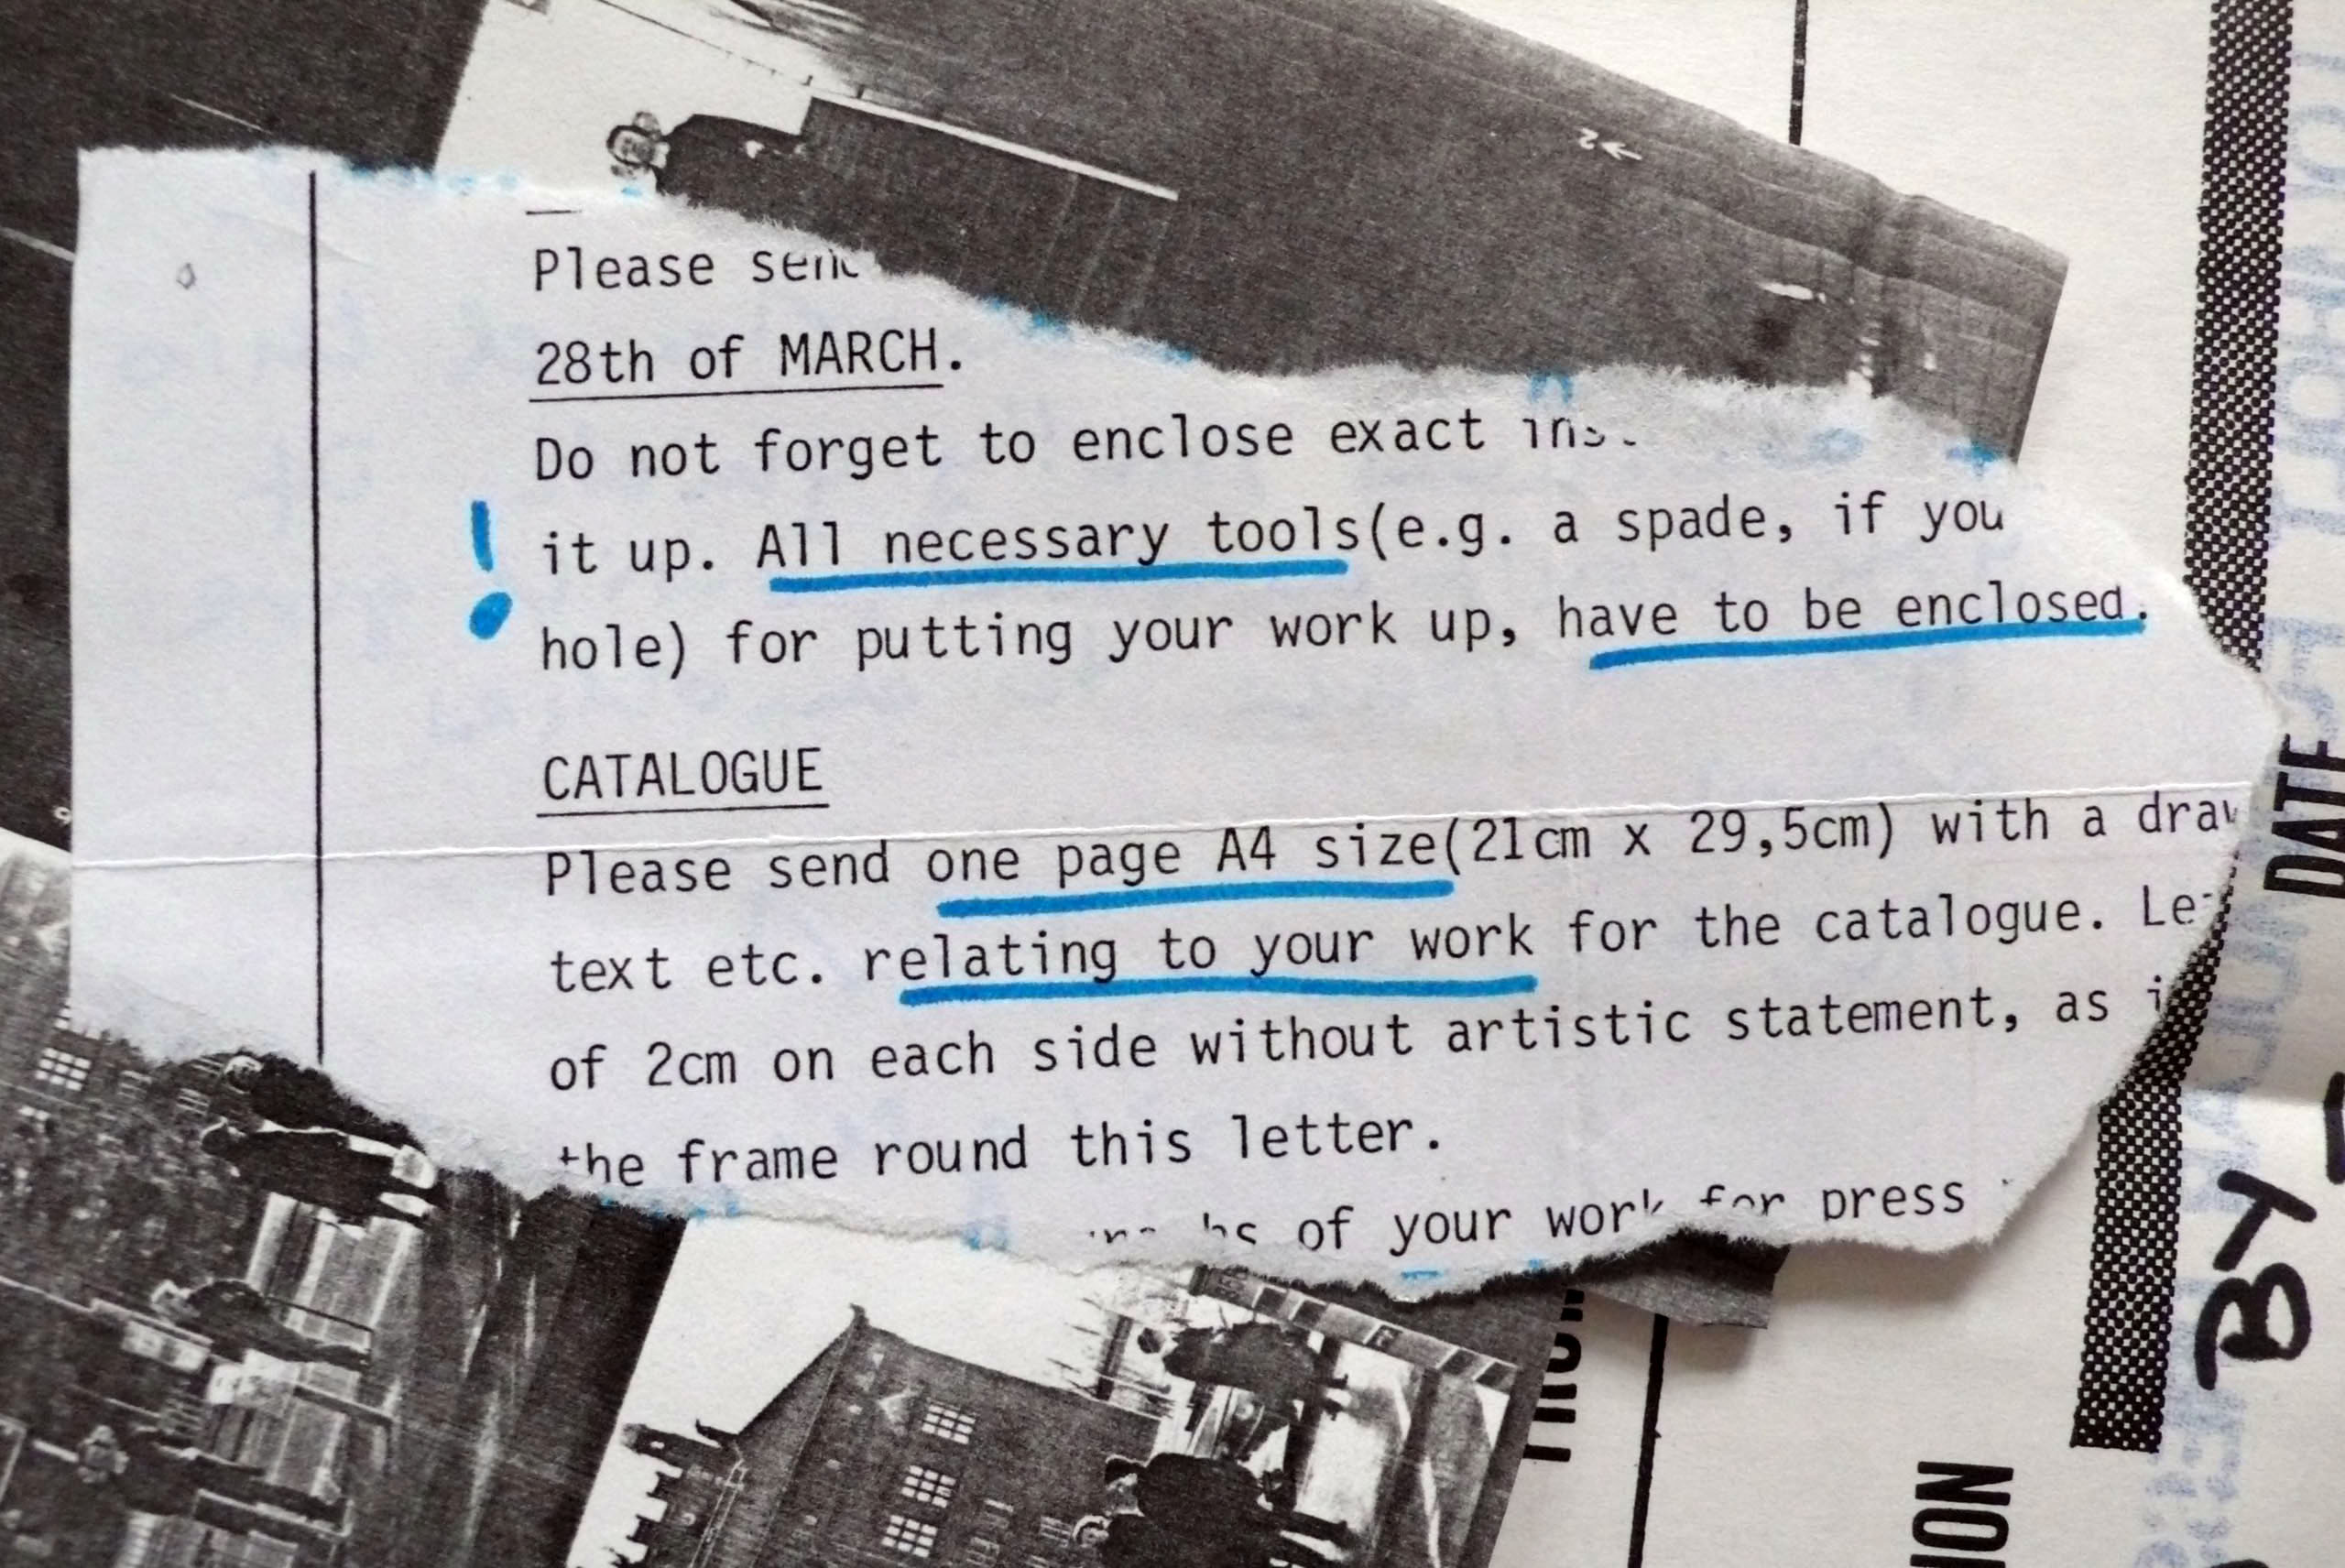 Please send
28th of MARCH.
Do not forget to enclose exact
it up. All necessary tools(e.g. a spade, if you
!
hole) for putting your work up, have to be enclosed.
CATALOGUE
Please send one page A4 size(21cm x 29,5cm) with a
text etc. relating to your work for the catalogue.
of 2cm on each side without artistic statement, as
the frame round this letter.
of your work for press
DATE
BY